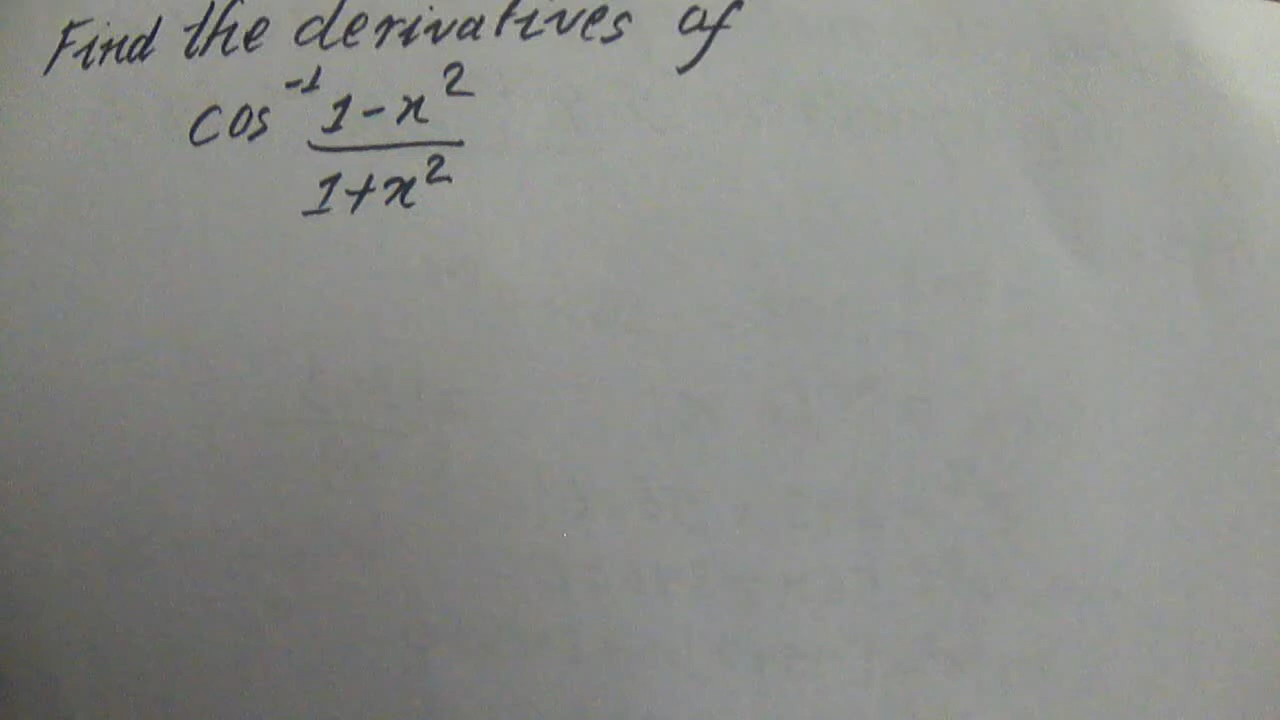 Find the derivatives of
cos⁻¹ 1-x²
1+x²